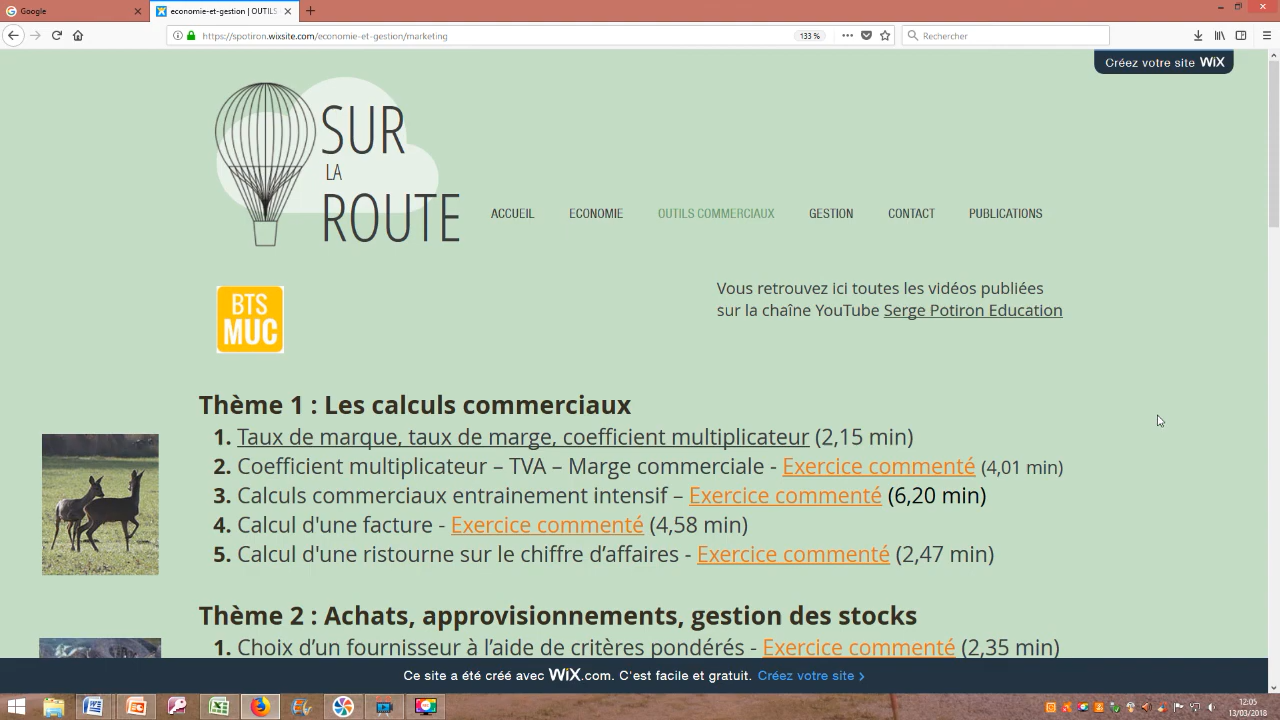 Google
economie-et-gestion | OUTILS
https://spotiron.wixsite.com/economie-et-gestion/marketing
133 %
Rechercher
Créez votre site WiX
SUR
LA
ROUTE
ACCUEIL
ECONOMIE
OUTILS COMMERCIAUX
GESTION
CONTACT
PUBLICATIONS
BTS
MUC
Vous retrouvez ici toutes les vidéos publiées
sur la chaîne YouTube Serge Potiron Education
Thème 1 : Les calculs commerciaux
1. Taux de marque, taux de marge, coefficient multiplicateur (2,15 min)
2. Coefficient multiplicateur – TVA – Marge commerciale - Exercice commenté (4,01 min)
3. Calculs commerciaux entrainement intensif – Exercice commenté (6,20 min)
4. Calcul d'une facture - Exercice commenté (4,58 min)
5. Calcul d'une ristourne sur le chiffre d’affaires - Exercice commenté (2,47 min)
Thème 2 : Achats, approvisionnements, gestion des stocks
1. Choix d’un fournisseur à l’aide de critères pondérés - Exercice commenté (2,35 min)
Ce site a été créé avec WiX.com. C'est facile et gratuit. Créez votre site >
12:05
13/03/2018